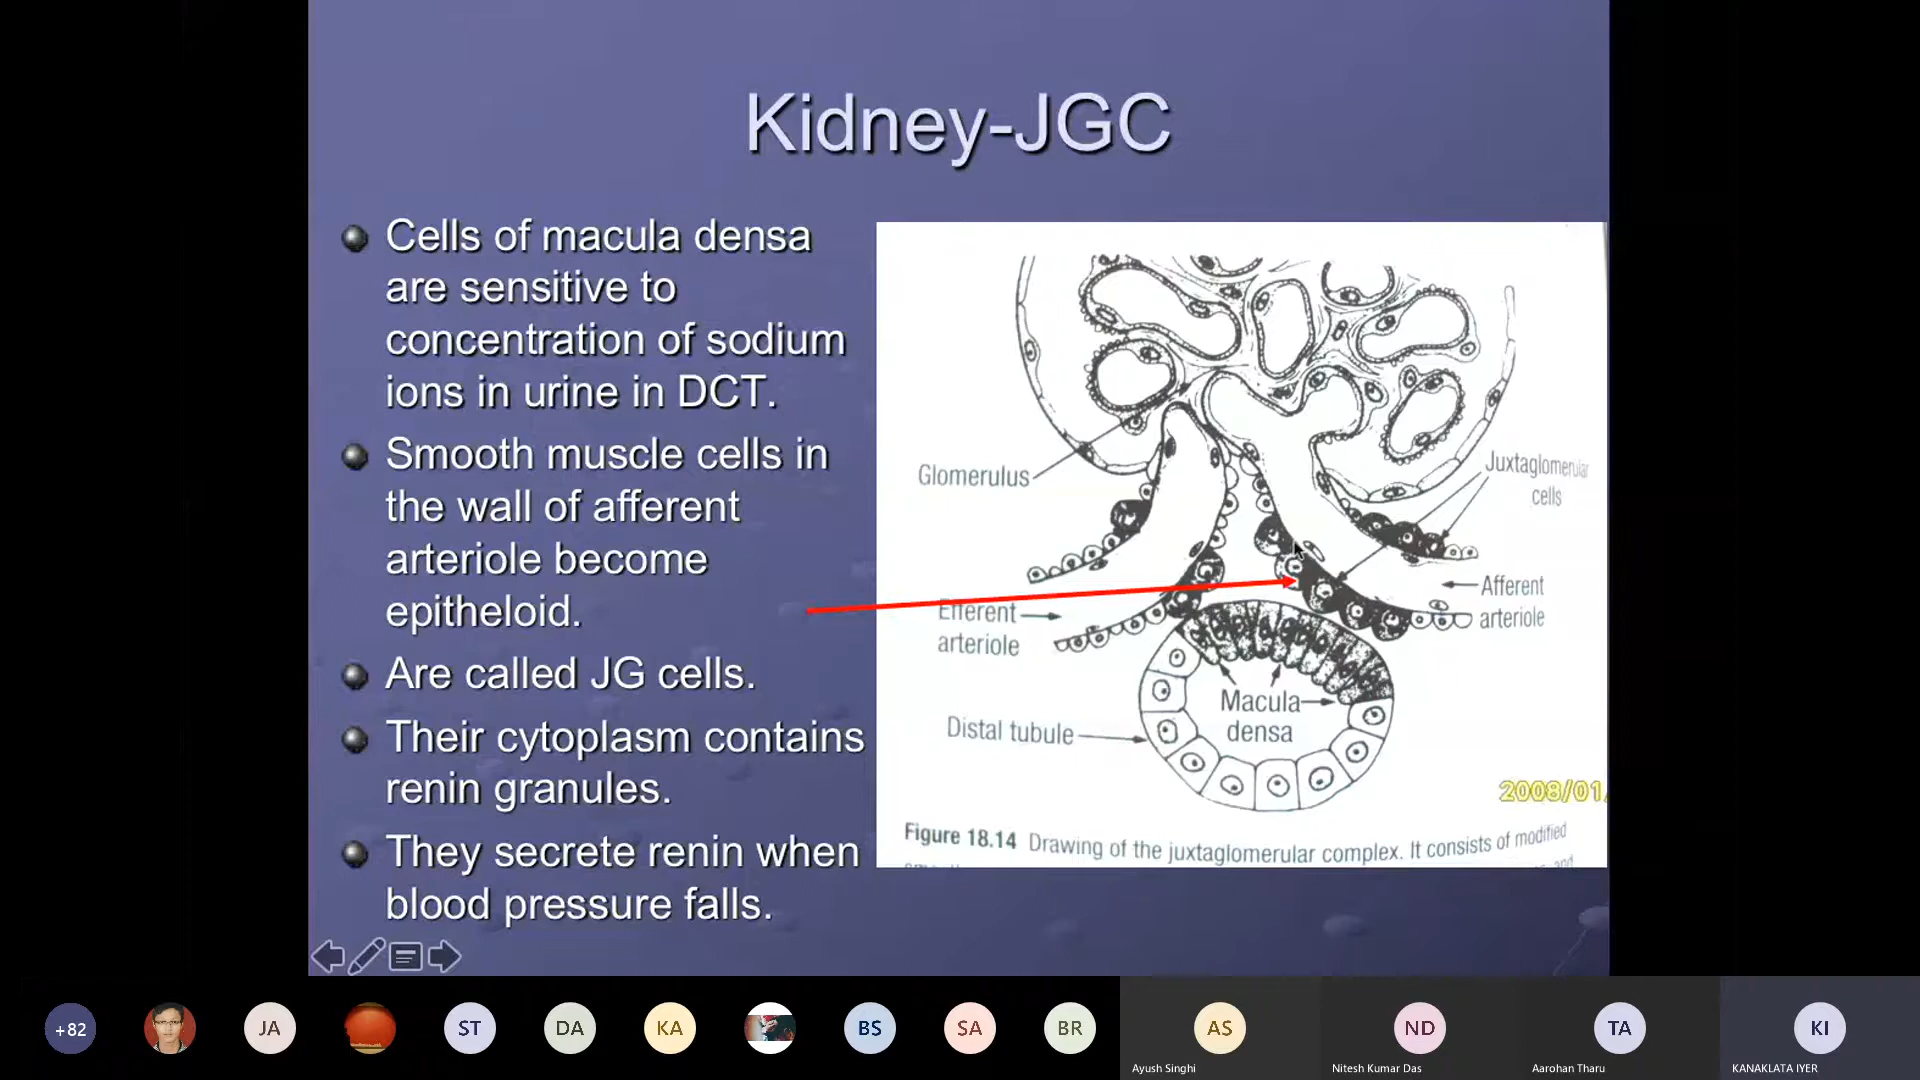 Kidney-JGC
Cells of macula densa
are sensitive to
concentration of sodium
ions in urine in DCT.
Smooth muscle cells in
the wall of afferent
arteriole become
epitheloid.
Are called JG cells.
Their cytoplasm contains
renin granules.
They secrete renin when
blood pressure falls.
Glomerulus
Juxtaglomerular
cells
Afferent
arteriole
Efferent
arteriole
Macula
densa
Distal tubule
2008/01
Figure 18.14 Drawing of the juxtaglomerular complex. It consists of modified
and
+82
JA
ST
DA
KA
BS
SA
BR
AS
ND
TA
KI
Ayush Singhi
Nitesh Kumar Das
Aarohan Tharu
KANAKLATA IYER